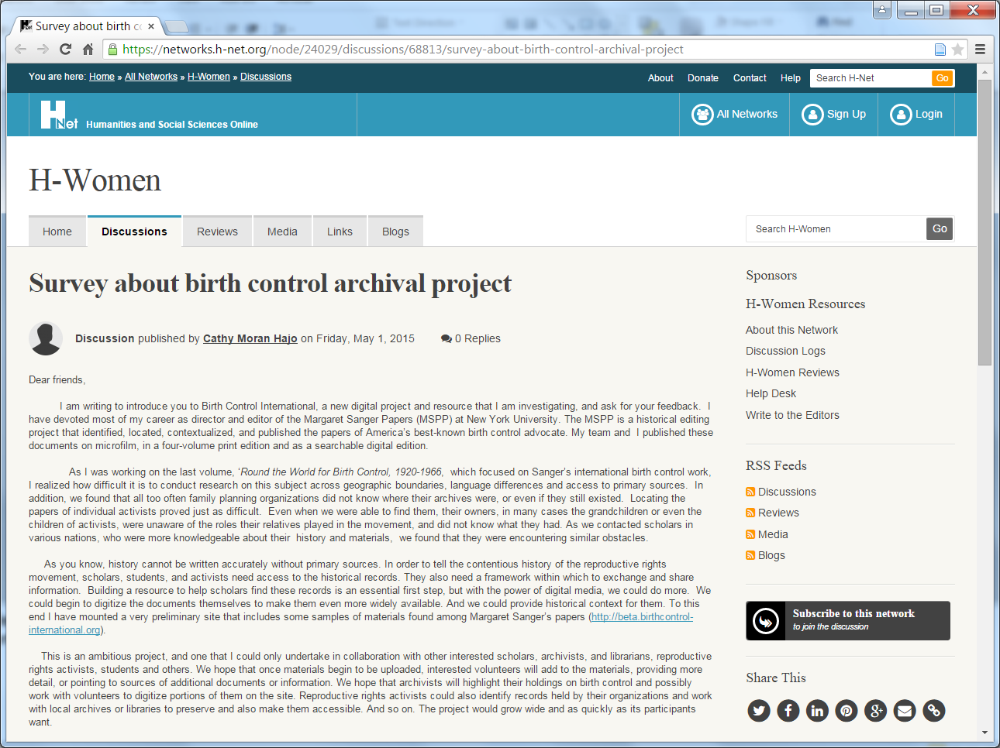 Survey about birth co
https://networks.h-net.org/node/24029/discussions/68813/survey-about-birth-control-archival-project
You are here: Home » All Networks » H-Women » Discussions
About Donate Contact Help Search H-Net Go
H-Net Humanities and Social Sciences Online
All Networks Sign Up Login
H-Women
Home Discussions Reviews Media Links Blogs
Search H-Women Go
Survey about birth control archival project
Discussion published by Cathy Moran Hajo on Friday, May 1, 2015 0 Replies
Dear friends,
I am writing to introduce you to Birth Control International, a new digital project and resource that I am investigating, and ask for your feedback. I
have devoted most of my career as director and editor of the Margaret Sanger Papers (MSPP) at New York University. The MSPP is a historical editing
project that identified, located, contextualized, and published the papers of America's best-known birth control advocate. My team and I published these
documents on microfilm, in a four-volume print edition and as a searchable digital edition.
As I was working on the last volume, 'Round the World for Birth Control, 1920-1966, which focused on Sanger's international birth control work,
I realized how difficult it is to conduct research on this subject across geographic boundaries, language differences and access to primary sources. In
addition, we found that all too often family planning organizations did not know where their archives were, or even if they still existed. Locating the
papers of individual activists proved just as difficult. Even when we were able to find them, their owners, in many cases the grandchildren or even the
children of activists, were unaware of the roles their relatives played in the movement, and did not know what they had. As we contacted scholars in
various nations, who were more knowledgeable about their history and materials, we found that they were encountering similar obstacles.
As you know, history cannot be written accurately without primary sources. In order to tell the contentious history of the reproductive rights
movement, scholars, students, and activists need access to the historical records. They also need a framework within which to exchange and share
information. Building a resource to help scholars find these records is an essential first step, but with the power of digital media, we could do more. We
could begin to digitize the documents themselves to make them even more widely available. And we could provide historical context for them. To this
end I have mounted a very preliminary site that includes some samples of materials found among Margaret Sanger's papers (http://beta.birthcontrol-
international.org).
This is an ambitious project, and one that I could only undertake in collaboration with other interested scholars, archivists, and librarians, reproductive
rights activists, students and others. We hope that once materials begin to be uploaded, interested volunteers will add to the materials, providing more
detail, or pointing to sources of additional documents or information. We hope that archivists will highlight their holdings on birth control and possibly
work with volunteers to digitize portions of them on the site. Reproductive rights activists could also identify records held by their organizations and work
with local archives or libraries to preserve and also make them accessible. And so on. The project would grow wide and as quickly as its participants
want.
Sponsors
H-Women Resources
About this Network
Discussion Logs
H-Women Reviews
Help Desk
Write to the Editors
RSS Feeds
Discussions
Reviews
Media
Blogs
Subscribe to this network
to join the discussion
Share This